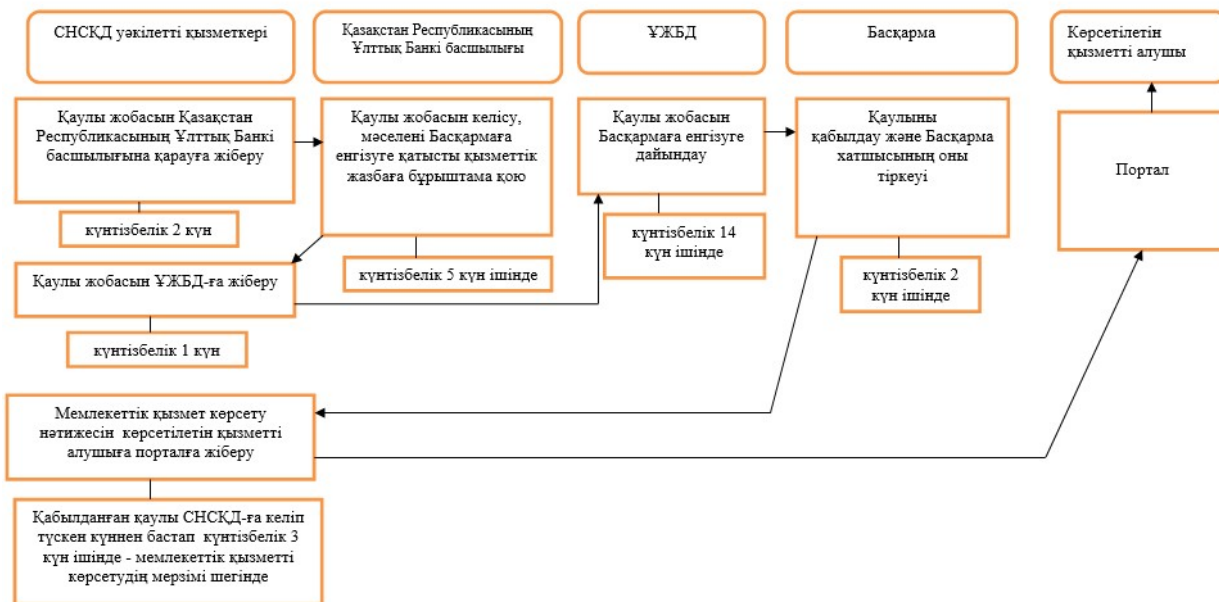 СНСҚД уәкілетті қызметкері
Қазақстан Республикасының
Ұлттық Банкі басшылығы
ҰЖБД
Басқарма
Көрсетілетін
қызметті алушы
Қаулы жобасын Қазақстан
Республикасының Ұлттық Банкі
басшылығына қарауға жіберу
күнтізбелік 2 күн
Қаулы жобасын келісу,
мәселені Басқармаға
енгізуге қатысты қызметтік
жазбаға бұрыштама қою
күнтізбелік 5 күн ішінде
Қаулы жобасын
Басқармаға енгізуге
дайындау
күнтізбелік 14
күн ішінде
Қаулыны
қабылдау және Басқарма
хатшысының оны
тіркеуі
күнтізбелік 2
күн ішінде
Портал
Қаулы жобасын ҰЖБД-ға жіберу
күнтізбелік 1 күн
Мемлекеттік қызмет көрсету
нәтижесін көрсетілетін қызметті
алушыға порталға жіберу
Қабылданған қаулы СНСҚД-ға келіп
түскен күннен бастап күнтізбелік 3
күн ішінде - мемлекеттік қызметті
көрсетудің мерзімі шегінде